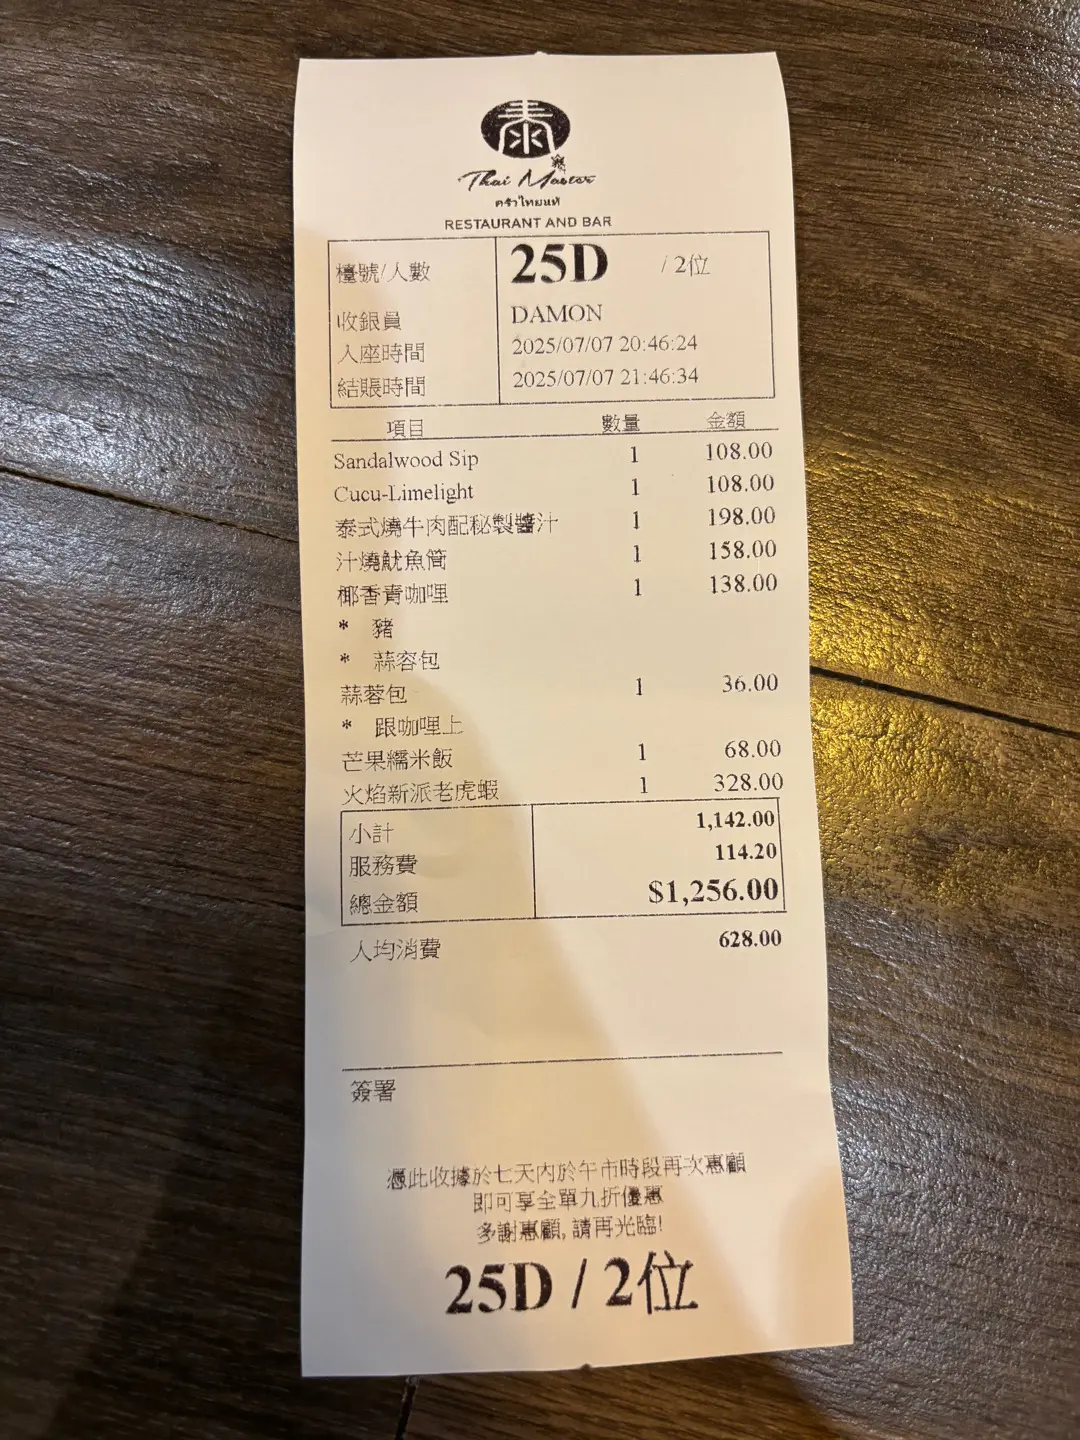 泰
Thai Master
ครัวไทยแท้
RESTAURANT AND BAR
檯號/人數 25D / 2位
收銀員 DAMON
入座時間 2025/07/07 20:46:24
結賬時間 2025/07/07 21:46:34
項目 數量 金額
Sandalwood Sip 1 108.00
Cucu-Limelight 1 108.00
泰式燒牛肉配秘製醬汁 1 198.00
汁燒魷魚筒 1 158.00
椰香青咖哩 1 138.00
* 豬
* 蒜容包
蒜蓉包 1 36.00
* 跟咖哩上
芒果糯米飯 1 68.00
火焰新派老虎蝦 1 328.00
小計 1,142.00
服務費 114.20
總金額 $1,256.00
人均消費 628.00
簽署
憑此收據於七天內於午市時段再次惠顧
即可享全單九折優惠
多謝惠顧, 請再光臨!
25D / 2位